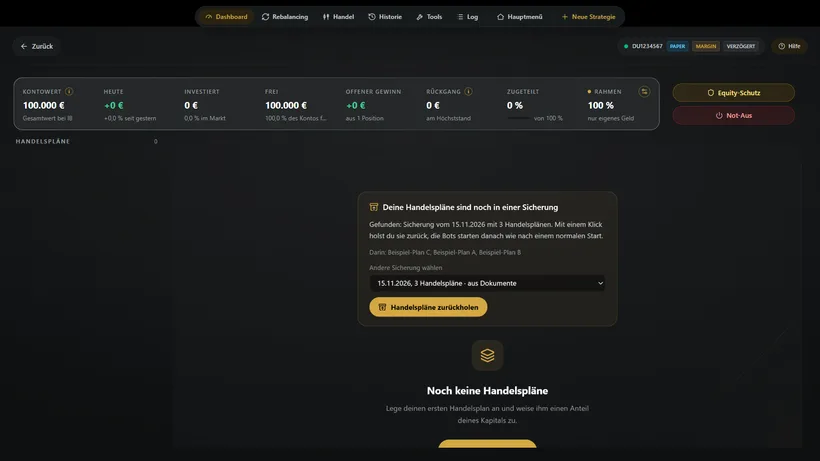 Dashboard Rebalancing Handel Historie Tools Log Hauptmenü + Neue Strategie
← Zurück
DU1234567 PAPER MARGIN VERZÖGERT Hilfe
KONTOWERT HEUTE INVESTIERT FREI OFFENER GEWINN RÜCKGANG ZUGETEILT RAHMEN
100.000 € +0 € 0 € 100.000 € +0 € 0 € 0 % 100 %
Gesamtwert bei IB +0,0 % seit gestern 0,0 % im Markt 100,0 % des Kontos f... aus 1 Position am Höchststand von 100 % nur eigenes Geld
Equity-Schutz
Not-Aus
HANDELSPLÄNE 0
Deine Handelspläne sind noch in einer Sicherung
Gefunden: Sicherung vom 15.11.2026 mit 3 Handelsplänen. Mit einem Klick
holst du sie zurück, die Bots starten danach wie nach einem normalen Start.
Darin: Beispiel-Plan C, Beispiel-Plan A, Beispiel-Plan B
Andere Sicherung wählen
15.11.2026, 3 Handelspläne · aus Dokumente
Handelspläne zurückholen
Noch keine Handelspläne
Lege deinen ersten Handelsplan an und weise ihm einen Anteil
deines Kapitals zu.